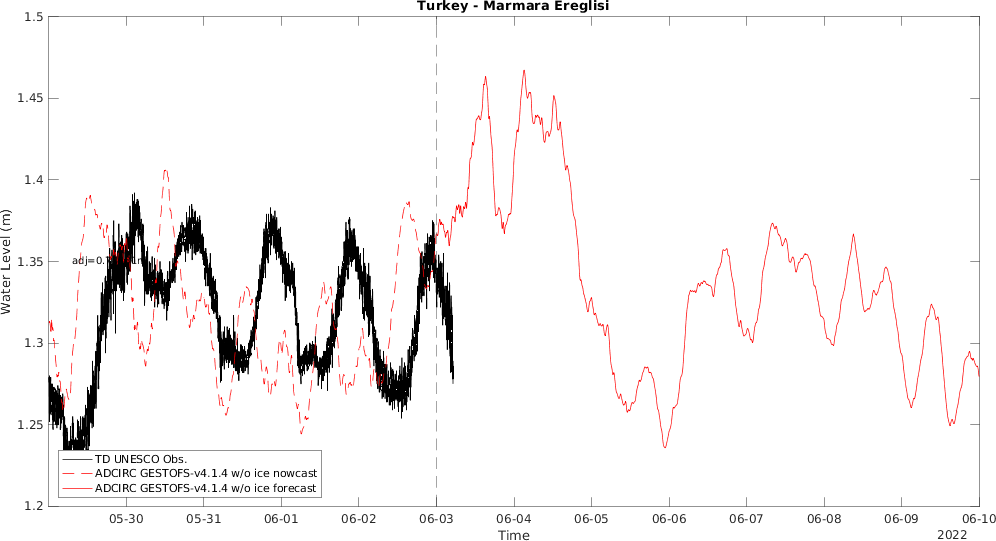 Turkey - Marmara Ereglisi
1.5
1.45
1.4
1.35
1.3
1.25
1.2
Water Level (m)
TD UNESCO Obs.
ADCIRC GESTOFS-v4.1.4 w/o ice nowcast
ADCIRC GESTOFS-v4.1.4 w/o ice forecast
05-30 05-31 06-01 06-02 06-03 06-04 06-05 06-06 06-07 06-08 06-09 06-10
Time
2022